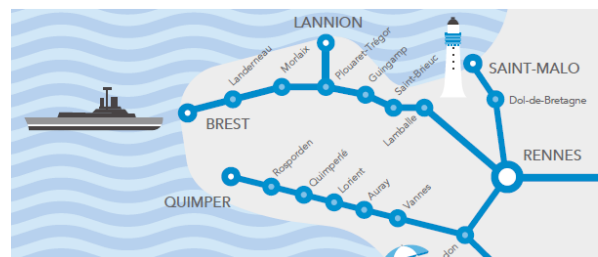 LANNION
Landerneau
Morlaix
Plouaret-Trégor
Guingamp
Saint-Brieuc
SAINT-MALO
Dol-de-Bretagne
BREST
Lamballe
RENNES
Rosporden
Quimperlé
Lorient
Auray
Vannes
QUIMPER